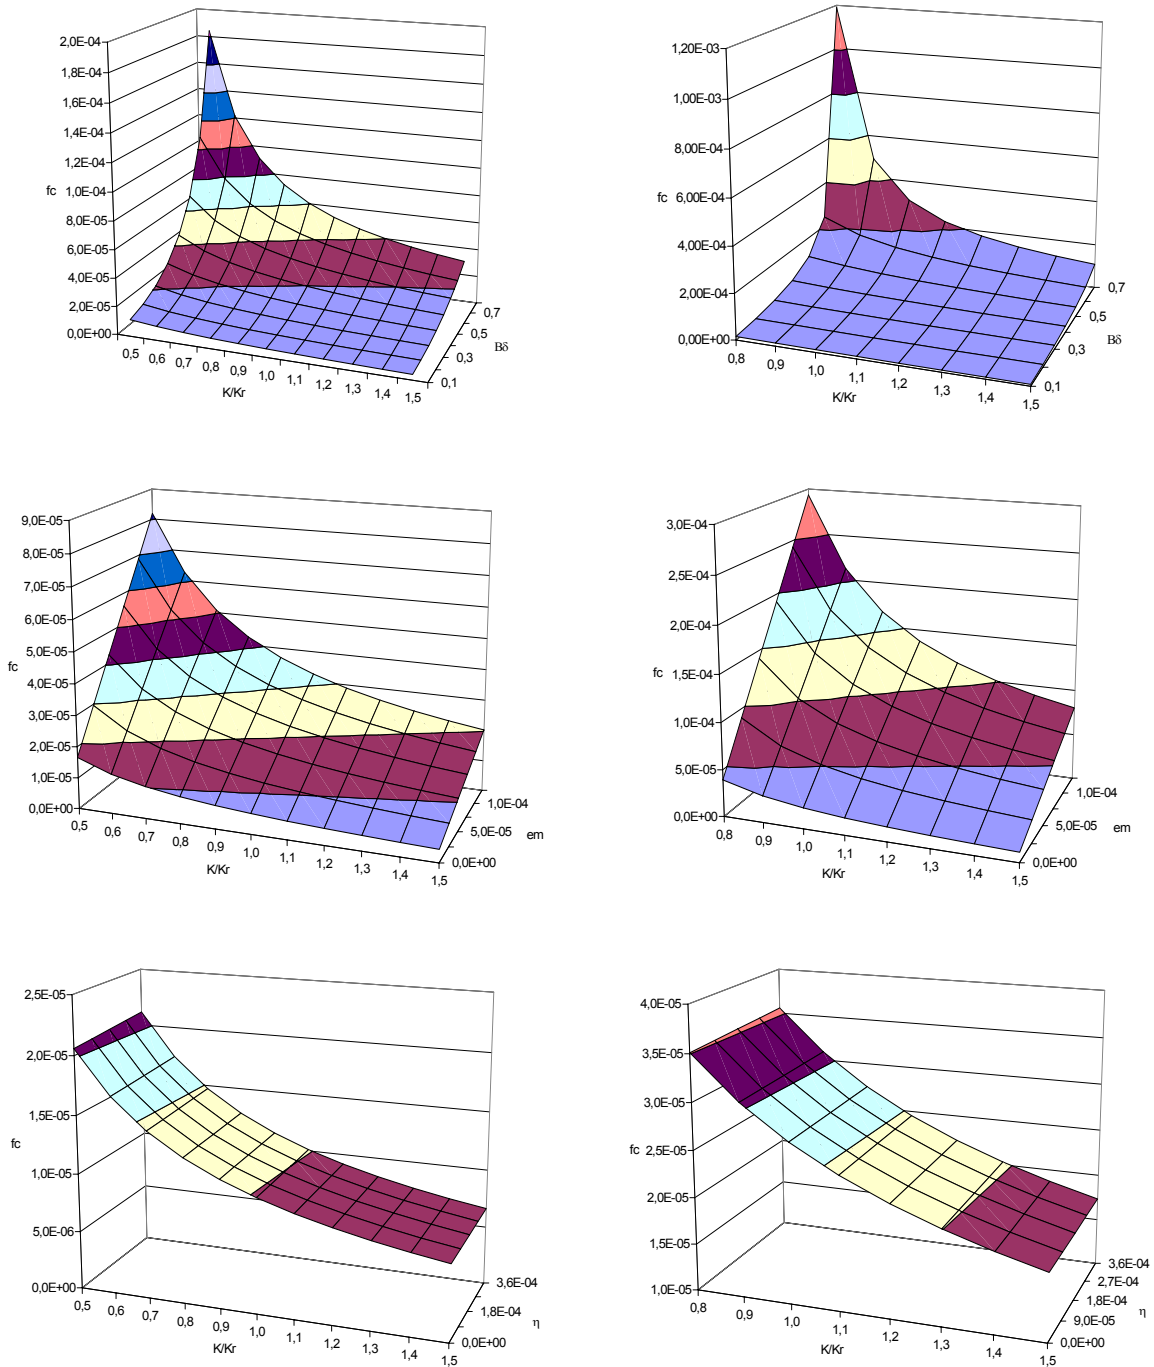 2,0E-04
1,8E-04
1,6E-04
1,4E-04
1,2E-04
fc 1,0E-04
8,0E-05
6,0E-05
4,0E-05
2,0E-05
0,0E+00
0,5 0,6 0,7 0,8 0,9 1,0 1,1 1,2 1,3 1,4 1,5
K/Kr
0,7
0,5
Bδ
0,3
0,1
1,20E-03
1,00E-03
8,00E-04
fc 6,00E-04
4,00E-04
2,00E-04
0,00E+00
0,8 0,9 1,0 1,1 1,2 1,3 1,4 1,5
K/Kr
0,7
0,5
Bδ
0,3
0,1
9,0E-05
8,0E-05
7,0E-05
6,0E-05
5,0E-05
fc
4,0E-05
3,0E-05
2,0E-05
1,0E-05
0,0E+00
0,5 0,6 0,7 0,8 0,9 1,0 1,1 1,2 1,3 1,4 1,5
K/Kr
1,0E-04
5,0E-05 em
0,0E+00
3,0E-04
2,5E-04
2,0E-04
fc 1,5E-04
1,0E-04
5,0E-05
0,0E+00
0,8 0,9 1,0 1,1 1,2 1,3 1,4 1,5
K/Kr
1,0E-04
5,0E-05 em
0,0E+00
2,5E-05
2,0E-05
1,5E-05
fc
1,0E-05
5,0E-06
0,0E+00
0,5 0,6 0,7 0,8 0,9 1,0 1,1 1,2 1,3 1,4 1,5
K/Kr
3,6E-04
1,8E-04 η
0,0E+00
4,0E-05
3,5E-05
3,0E-05
fc 2,5E-05
2,0E-05
1,5E-05
1,0E-05
0,8 0,9 1,0 1,1 1,2 1,3 1,4 1,5
K/Kr
3,6E-04
2,7E-04
1,8E-04 η
9,0E-05
0,0E+00